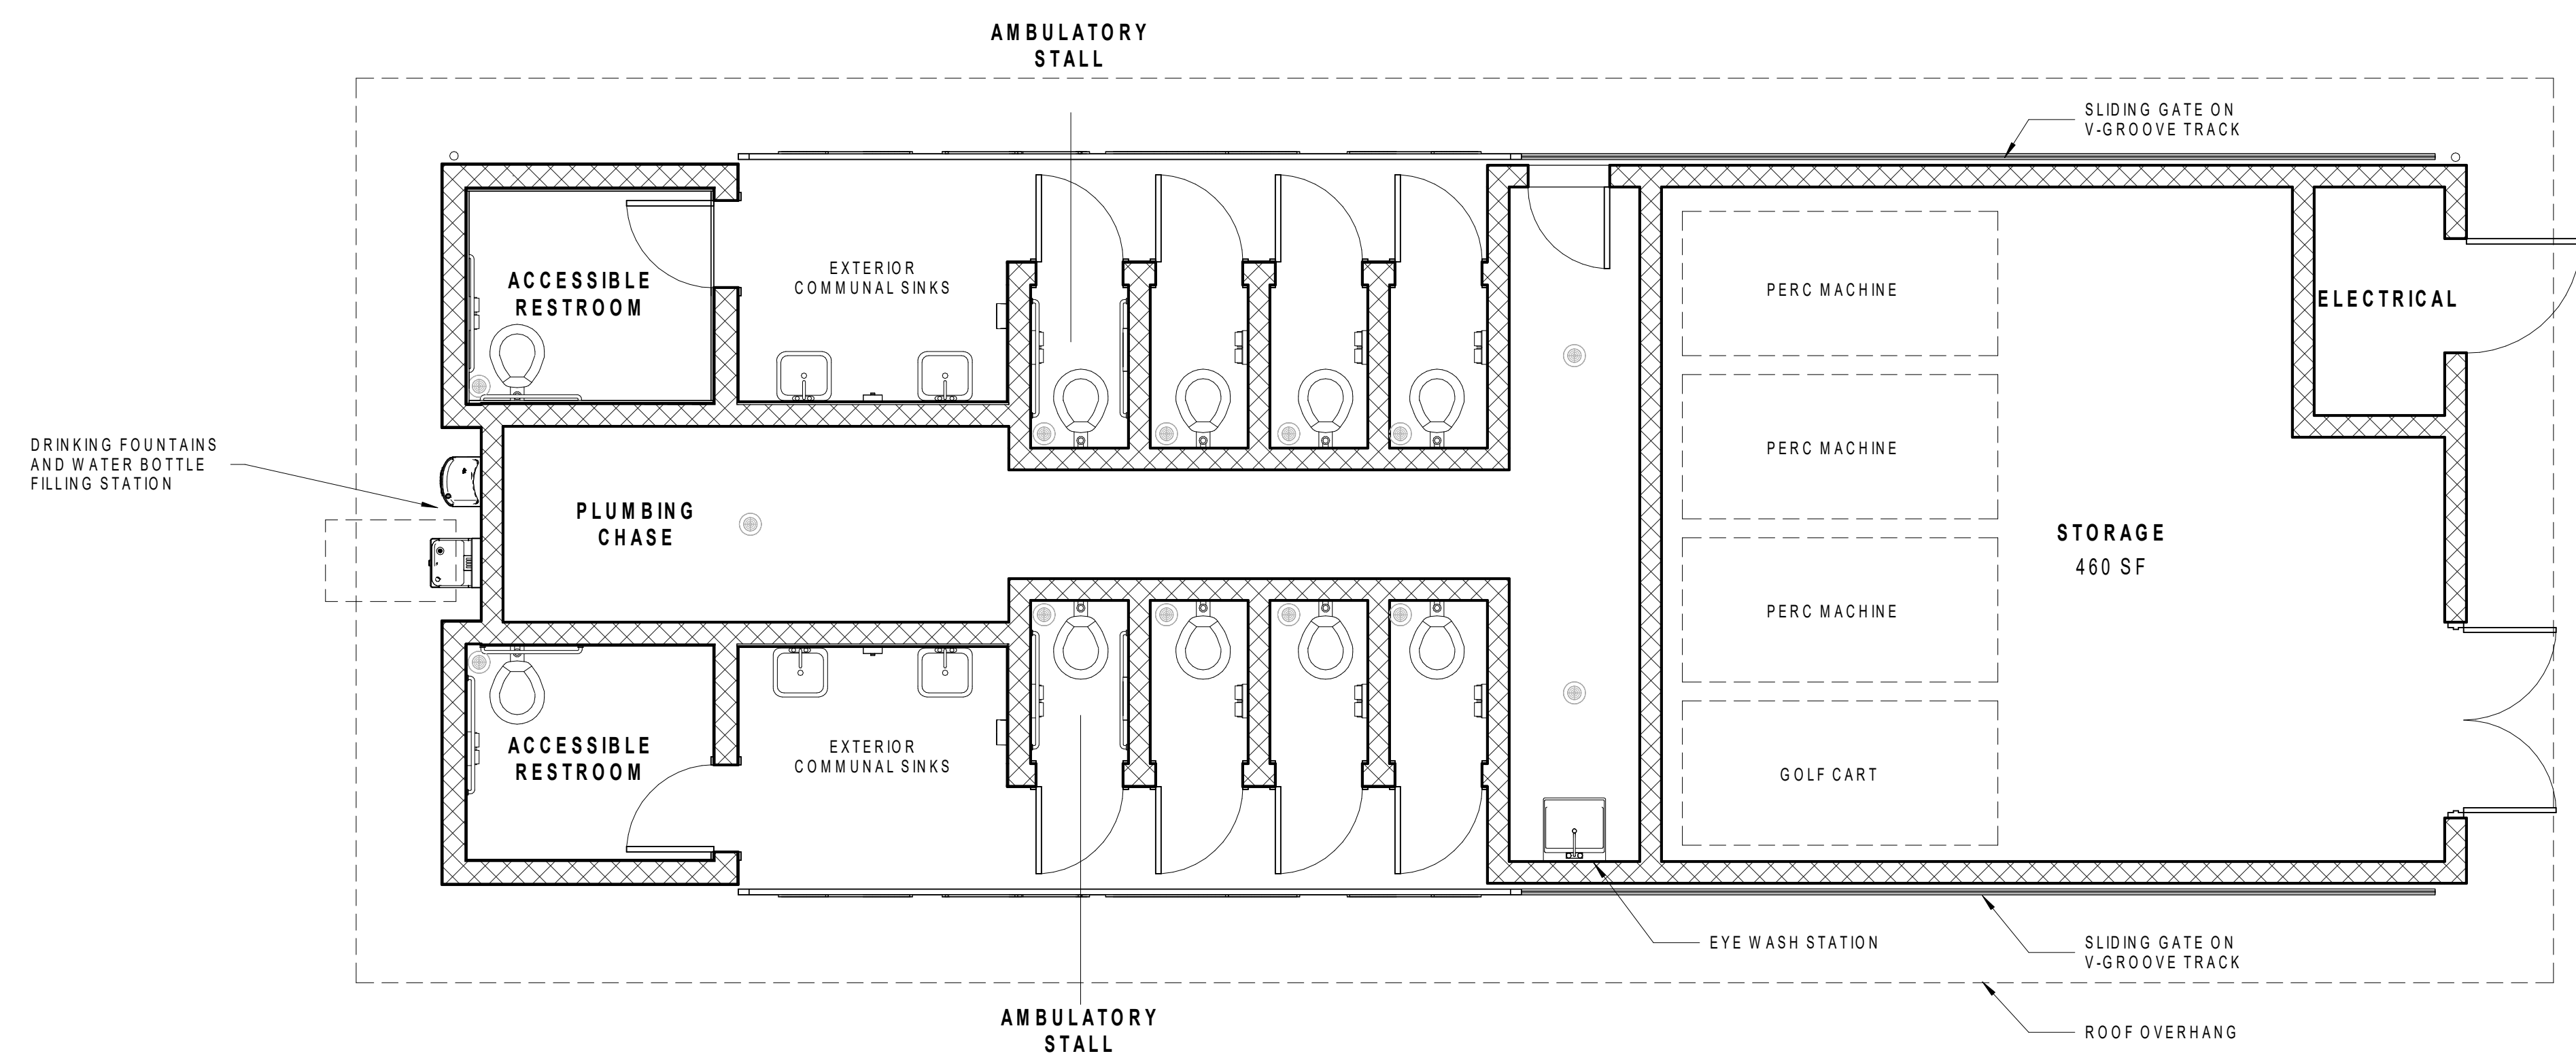 AMBULATORY
STALL
SLIDING GATE ON
V-GROOVE TRACK
ACCESSIBLE
RESTROOM
EXTERIOR
COMMUNAL SINKS
PERC MACHINE
ELECTRICAL
DRINKING FOUNTAINS
AND WATER BOTTLE
FILLING STATION
PERC MACHINE
PLUMBING
CHASE
STORAGE
460 SF
PERC MACHINE
ACCESSIBLE
RESTROOM
EXTERIOR
COMMUNAL SINKS
GOLF CART
EYE WASH STATION
SLIDING GATE ON
V-GROOVE TRACK
AMBULATORY
STALL
ROOF OVERHANG